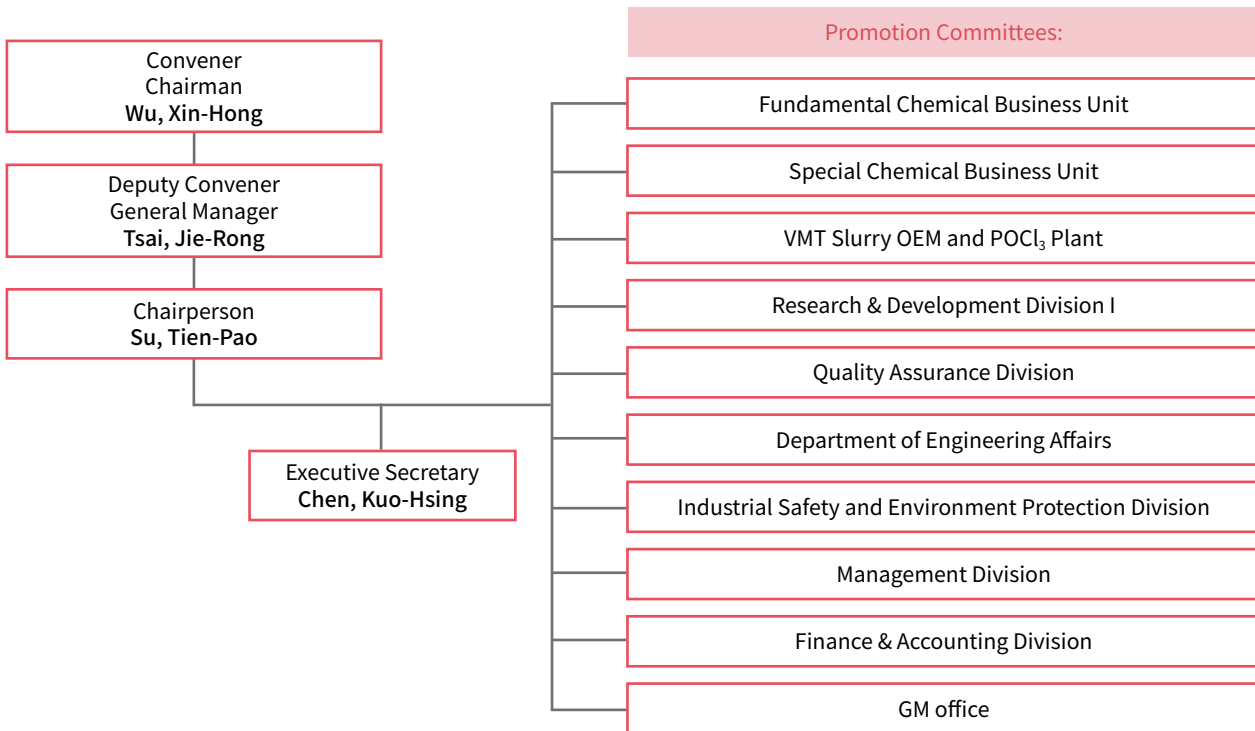 Convener
Chairman
Wu, Xin-Hong
Deputy Convener
General Manager
Tsai, Jie-Rong
Chairperson
Su, Tien-Pao
Executive Secretary
Chen, Kuo-Hsing
Promotion Committees:
Fundamental Chemical Business Unit
Special Chemical Business Unit
VMT Slurry OEM and POCl₃ Plant
Research & Development Division I
Quality Assurance Division
Department of Engineering Affairs
Industrial Safety and Environment Protection Division
Management Division
Finance & Accounting Division
GM office